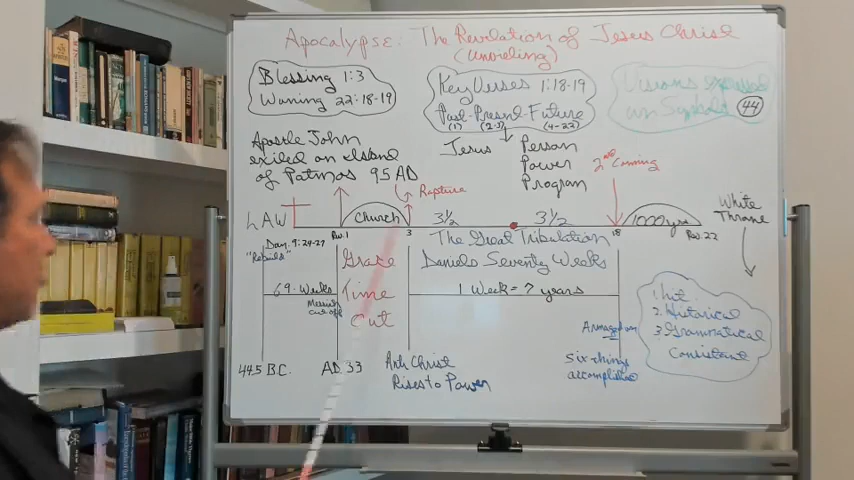 Apocalypse: The Revelation of Jesus Christ
(Unveiling)
Blessing 1:3
Warning 22:18-19
Key Verses 1:18-19
Past-Present-Future
(1) (2-3) (4-22)
Visions expressed
in Symbols 44
Apostle John
exiled on Island
of Patmos 95 AD
Jesus
Person
Power
Program
2nd Coming
Rapture
White
Throne
LAW
Church
3½
3½
1000 yrs
Rev. 1
3
18
Rev. 22
The Great Tribulation
Dan. 9:24-27
"Rebuild"
Grace
Daniels Seventy Weeks
69 Weeks
Time
1 Week = 7 years
Messiah
cut off
Cut
1. Lit
2. Historical
3. Grammatical
Consistant
Armageddon
Six things
accomplished
445 B.C.
AD 33
Anti Christ
Rises to Power